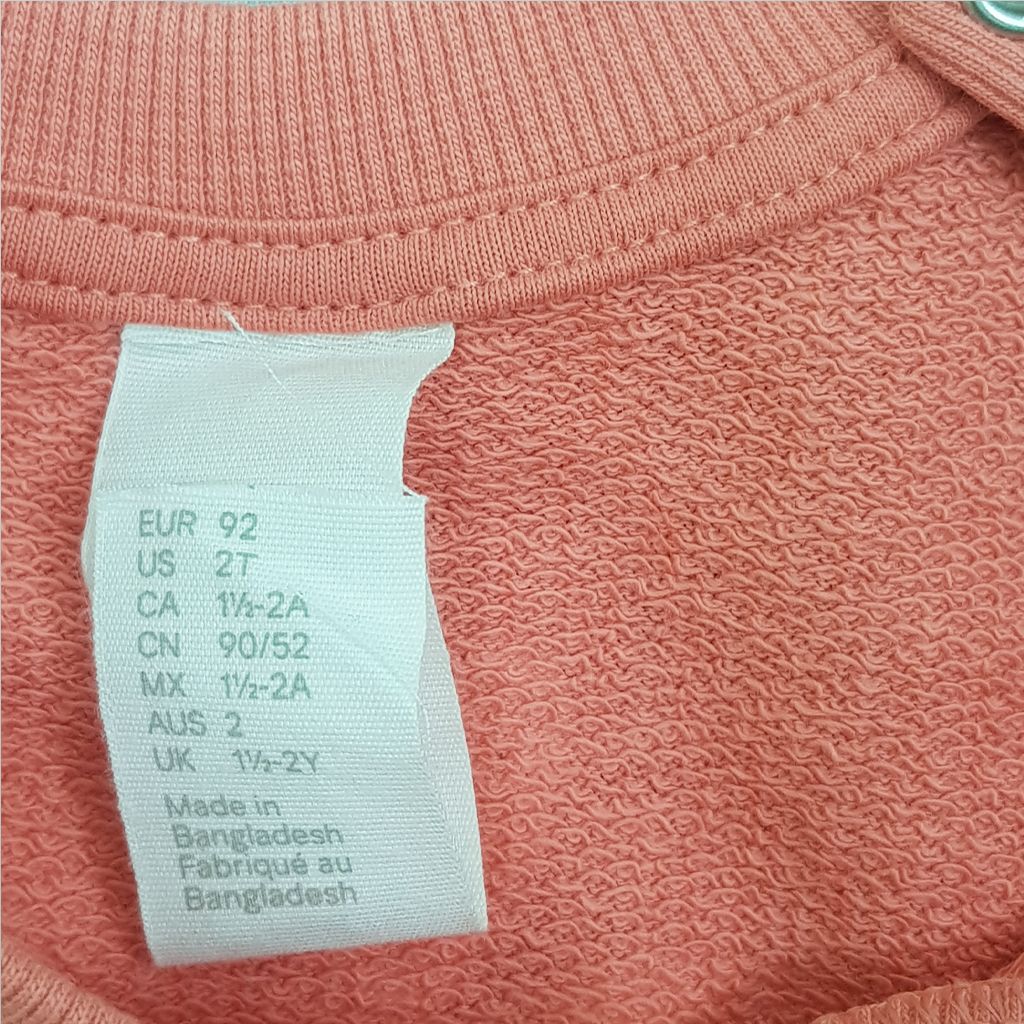 EUR 92
US 2T
CA 1½-2A
CN 90/52
MX 1½-2A
AUS 2
UK 1½-2Y
Made in
Bangladesh
Fabriqué au
Bangladesh